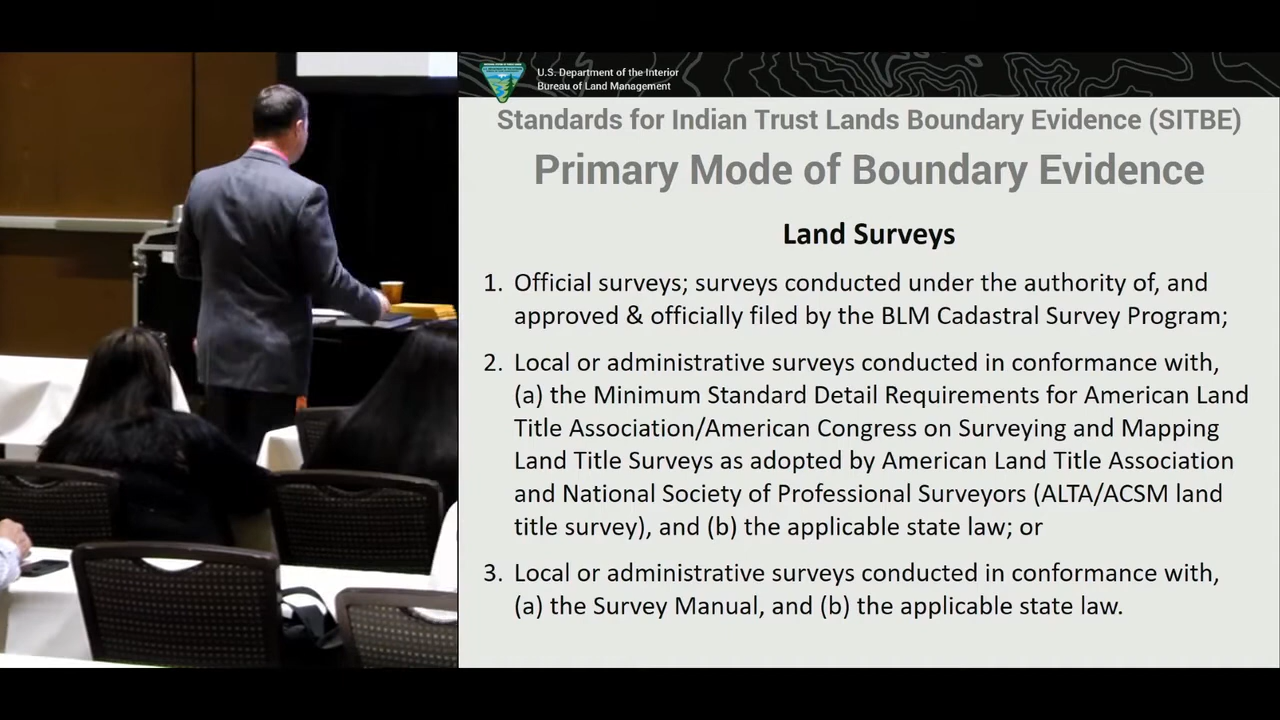 U.S. Department of the Interior
Bureau of Land Management
Standards for Indian Trust Lands Boundary Evidence (SITBE)
Primary Mode of Boundary Evidence
Land Surveys
1. Official surveys; surveys conducted under the authority of, and
approved & officially filed by the BLM Cadastral Survey Program;
2. Local or administrative surveys conducted in conformance with,
(a) the Minimum Standard Detail Requirements for American Land
Title Association/American Congress on Surveying and Mapping
Land Title Surveys as adopted by American Land Title Association
and National Society of Professional Surveyors (ALTA/ACSM land
title survey), and (b) the applicable state law; or
3. Local or administrative surveys conducted in conformance with,
(a) the Survey Manual, and (b) the applicable state law.